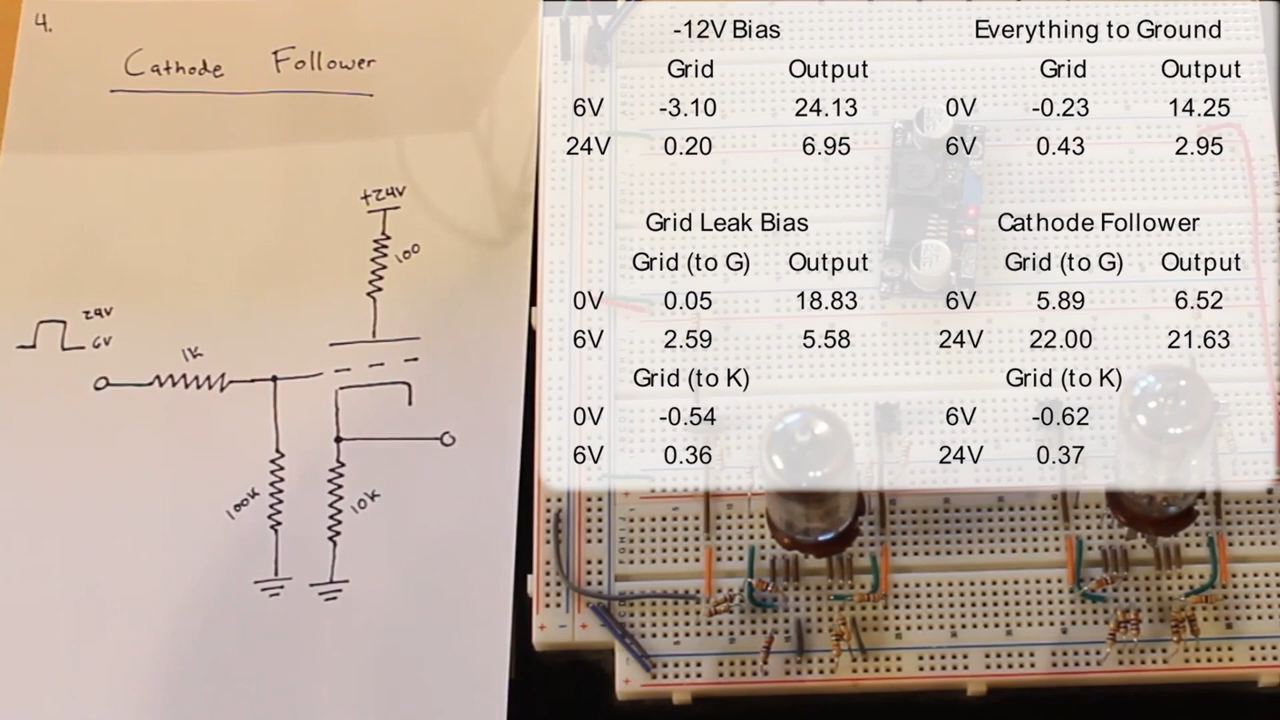 4.
Cathode Follower
+24V
100
24V
6V
1K
100K
10K
-12V Bias
Grid Output
6V -3.10 24.13
24V 0.20 6.95
Everything to Ground
Grid Output
0V -0.23 14.25
6V 0.43 2.95
Grid Leak Bias
Grid (to G) Output
0V 0.05 18.83
6V 2.59 5.58
Grid (to K)
0V -0.54
6V 0.36
Cathode Follower
Grid (to G) Output
6V 5.89 6.52
24V 22.00 21.63
Grid (to K)
6V -0.62
24V 0.37